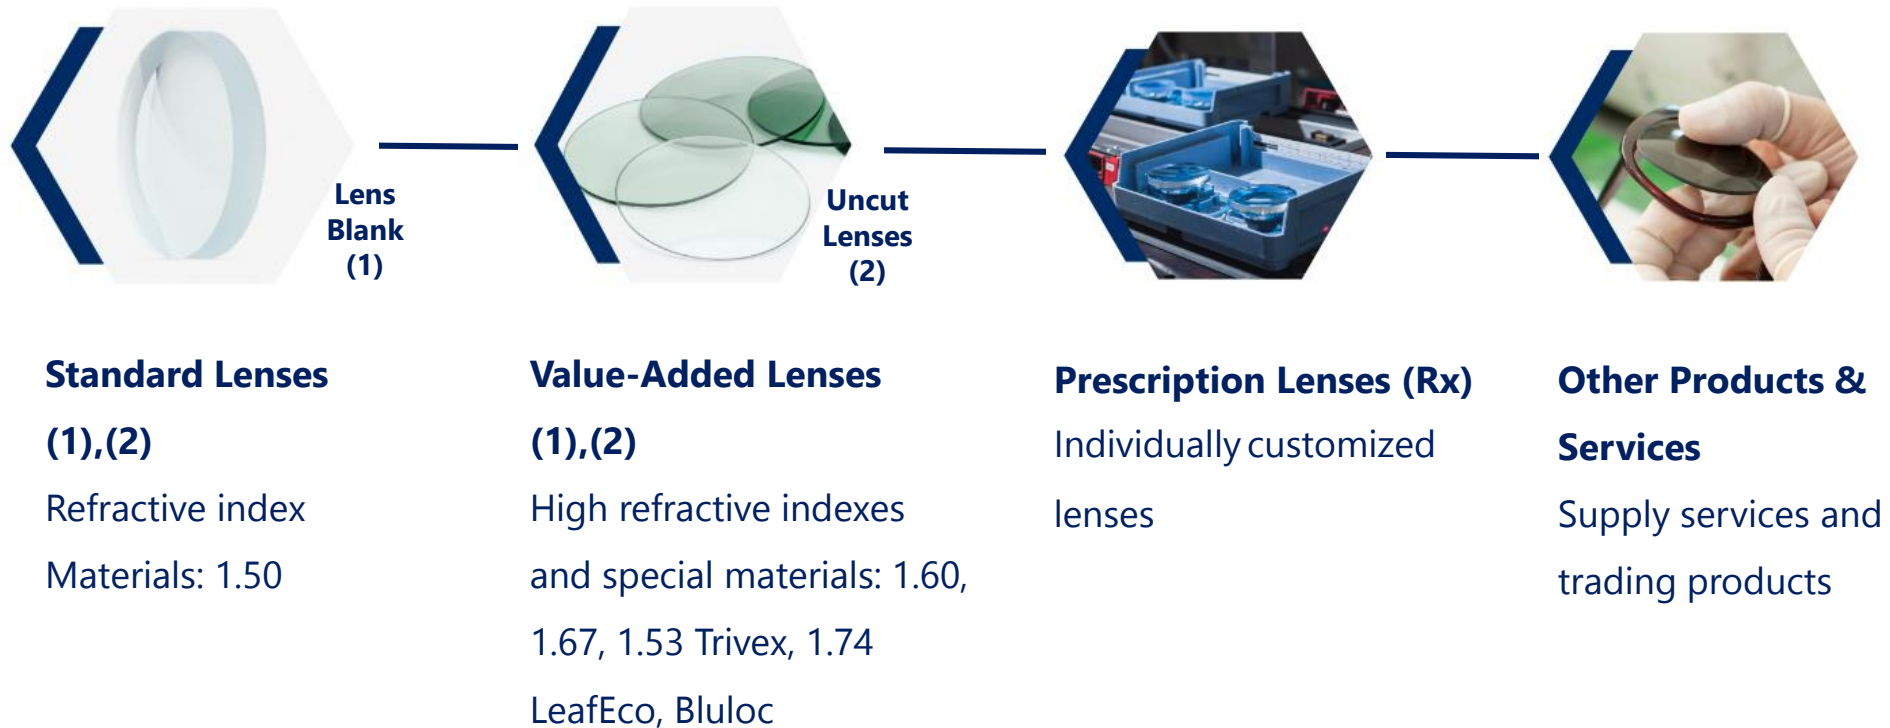 Lens
Blank
(1)
Uncut
Lenses
(2)
Standard Lenses
(1),(2)
Refractive index
Materials: 1.50
Value-Added Lenses
(1),(2)
High refractive indexes
and special materials: 1.60,
1.67, 1.53 Trivex, 1.74
LeafEco, Bluloc
Prescription Lenses (Rx)
Individually customized
lenses
Other Products &
Services
Supply services and
trading products